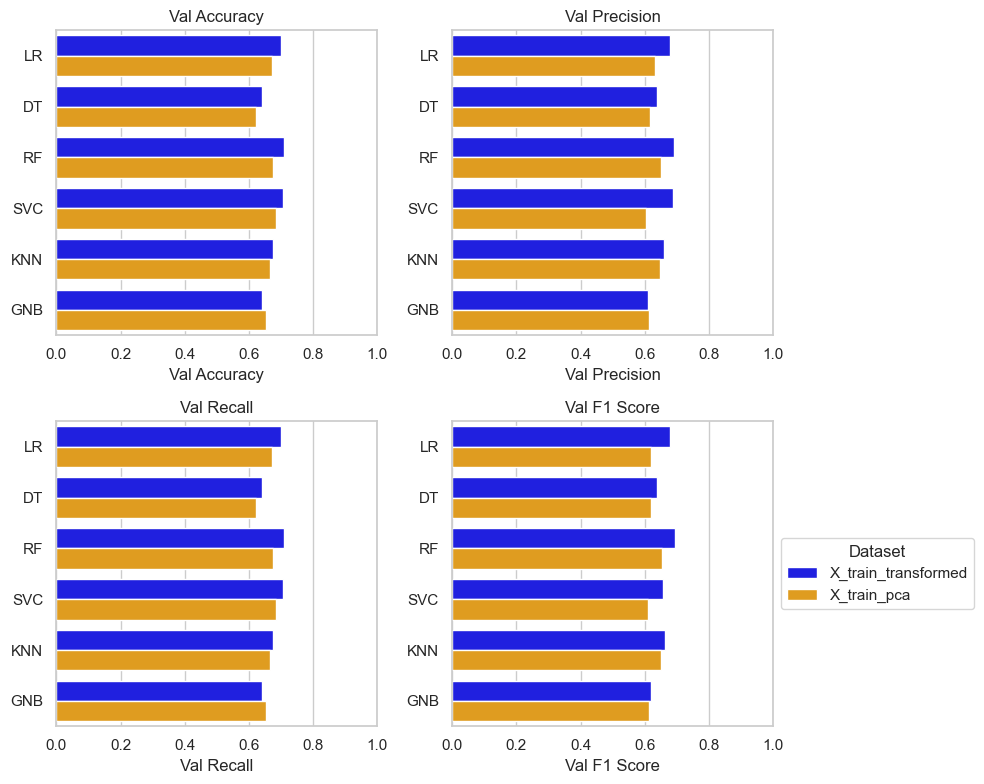 Val Accuracy
LR
DT
RF
SVC
KNN
GNB
0.0 0.2 0.4 0.6 0.8 1.0
Val Accuracy
Val Precision
LR
DT
RF
SVC
KNN
GNB
0.0 0.2 0.4 0.6 0.8 1.0
Val Precision
Val Recall
LR
DT
RF
SVC
KNN
GNB
0.0 0.2 0.4 0.6 0.8 1.0
Val Recall
Val F1 Score
LR
DT
RF
SVC
KNN
GNB
0.0 0.2 0.4 0.6 0.8 1.0
Val F1 Score
Dataset
X_train_transformed
X_train_pca